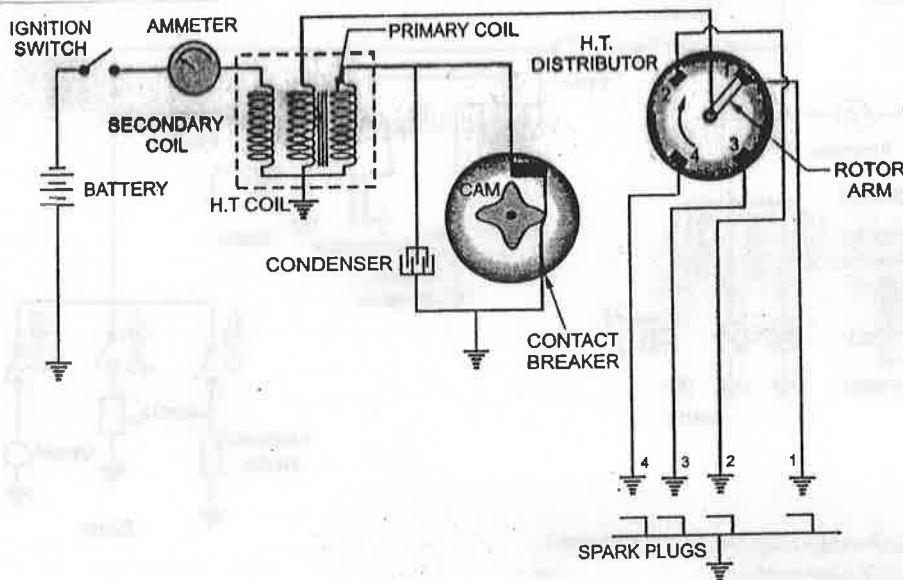 IGNITION
SWITCH
AMMETER
PRIMARY COIL
H.T.
DISTRIBUTOR
SECONDARY
COIL
BATTERY
H.T COIL
CAM
ROTOR
ARM
CONDENSER
CONTACT
BREAKER
1
2
3
4
4
3
2
1
SPARK PLUGS